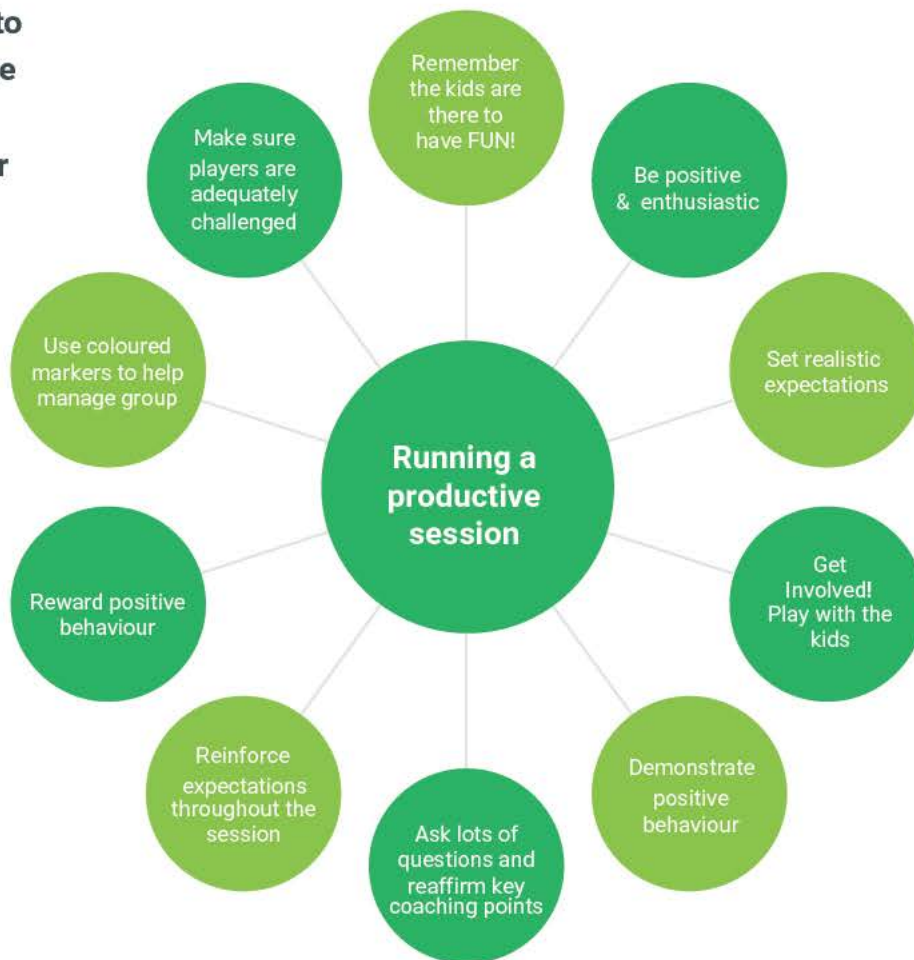 to
e
r
Remember
the kids are
there to
have FUN!
Be positive
& enthusiastic
Set realistic
expectations
Get
Involved!
Play with the
kids
Demonstrate
positive
behaviour
Ask lots of
questions and
reaffirm key
coaching points
Reinforce
expectations
throughout the
session
Reward positive
behaviour
Use coloured
markers to help
manage group
Make sure
players are
adequately
challenged
Running a
productive
session